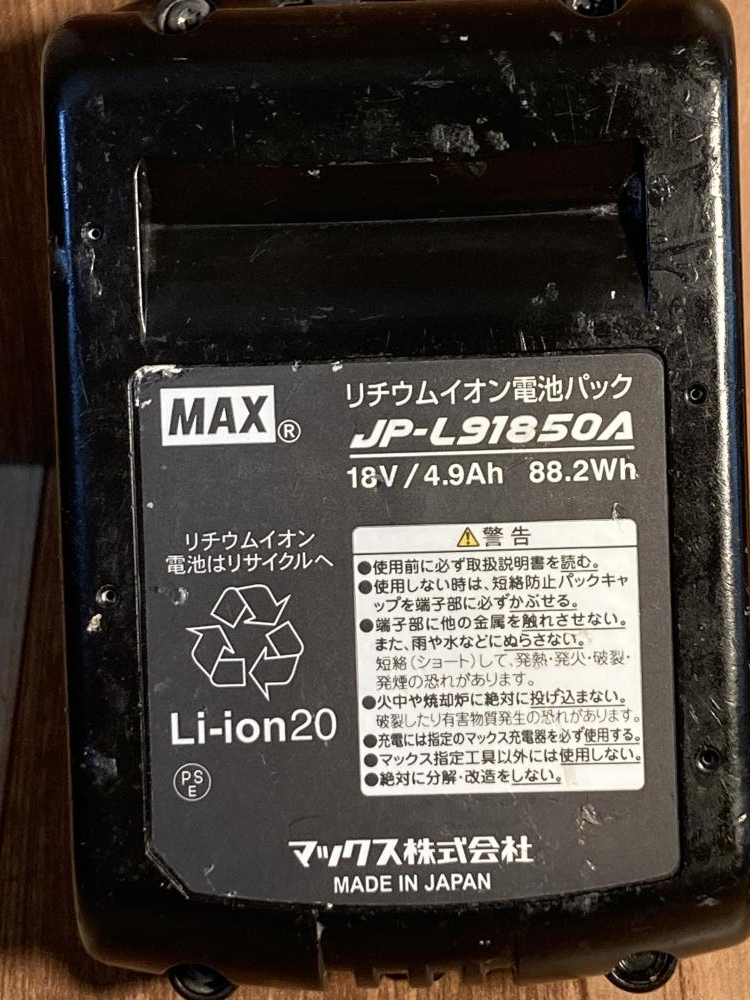 MAX®
リチウムイオン電池パック
JP-L91850A
18V/4.9Ah 88.2Wh
リチウムイオン
電池はリサイクルへ
Li-ion20
PS
E
⚠警告
●使用前に必ず取扱説明書を読む。
●使用しない時は、短絡防止パックキャ
ップを端子部に必ずかぶせる。
●端子部に他の金属を触れさせない。
また、雨や水などにぬらさない。
短絡(ショート)して、発熱・発火・破裂・
発煙の恐れがあります。
●火中や焼却炉に絶対に投げ込まない。
破裂したり有害物質発生の恐れがあります。
●充電には指定のマックス充電器を必ず使用する。
●マックス指定工具以外には使用しない。
●絶対に分解・改造をしない。
マックス株式会社
MADE IN JAPAN